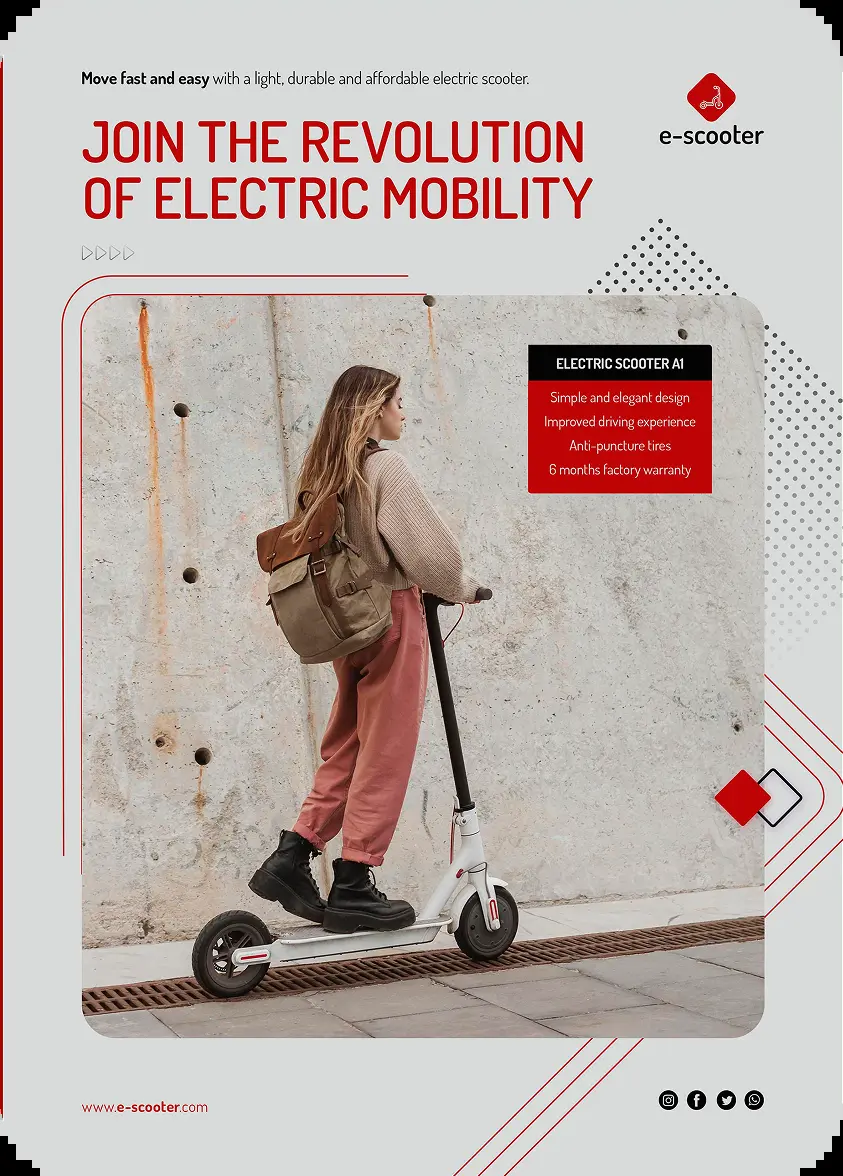 Move fast and easy with a light, durable and affordable electric scooter.
JOIN THE REVOLUTION
OF ELECTRIC MOBILITY
e-scooter
ELECTRIC SCOOTER A1
Simple and elegant design
Improved driving experience
Anti-puncture tires
6 months factory warranty
www.e-scooter.com